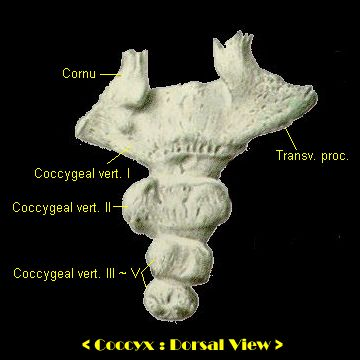 Cornu
Transv. proc.
Coccygeal vert. I
Coccygeal vert. II
Coccygeal vert. III ~ V
< Coccyx : Dorsal View >